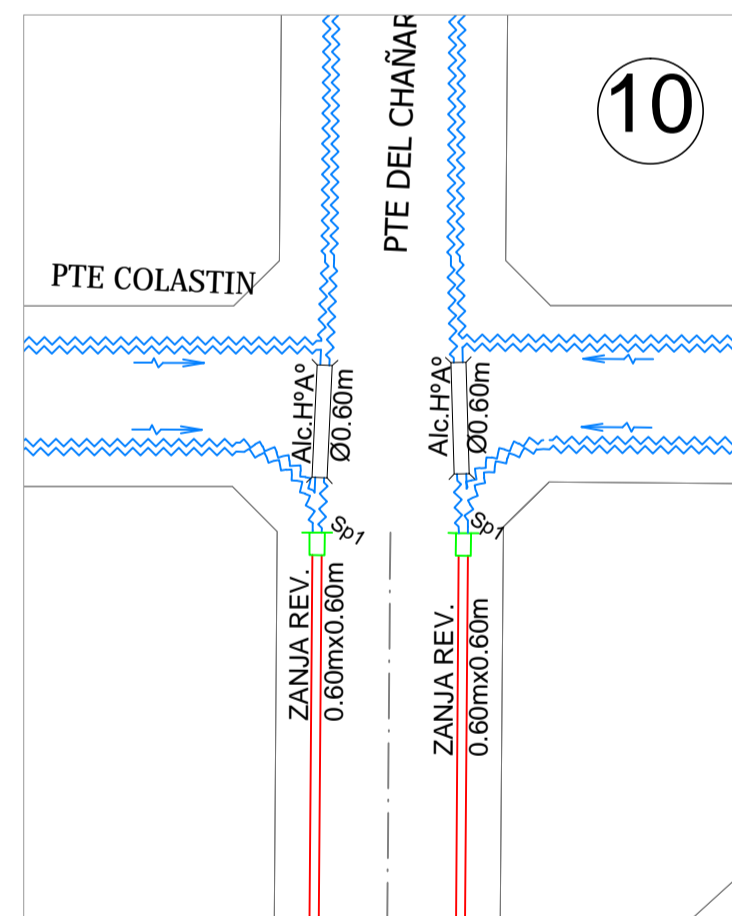 10
PTE DEL CHAÑAR
PTE COLASTIN
Alc.HºAº
Ø0.60m
Alc.HºAº
Ø0.60m
Sp1
Sp1
ZANJA REV.
0.60mx0.60m
ZANJA REV.
0.60mx0.60m